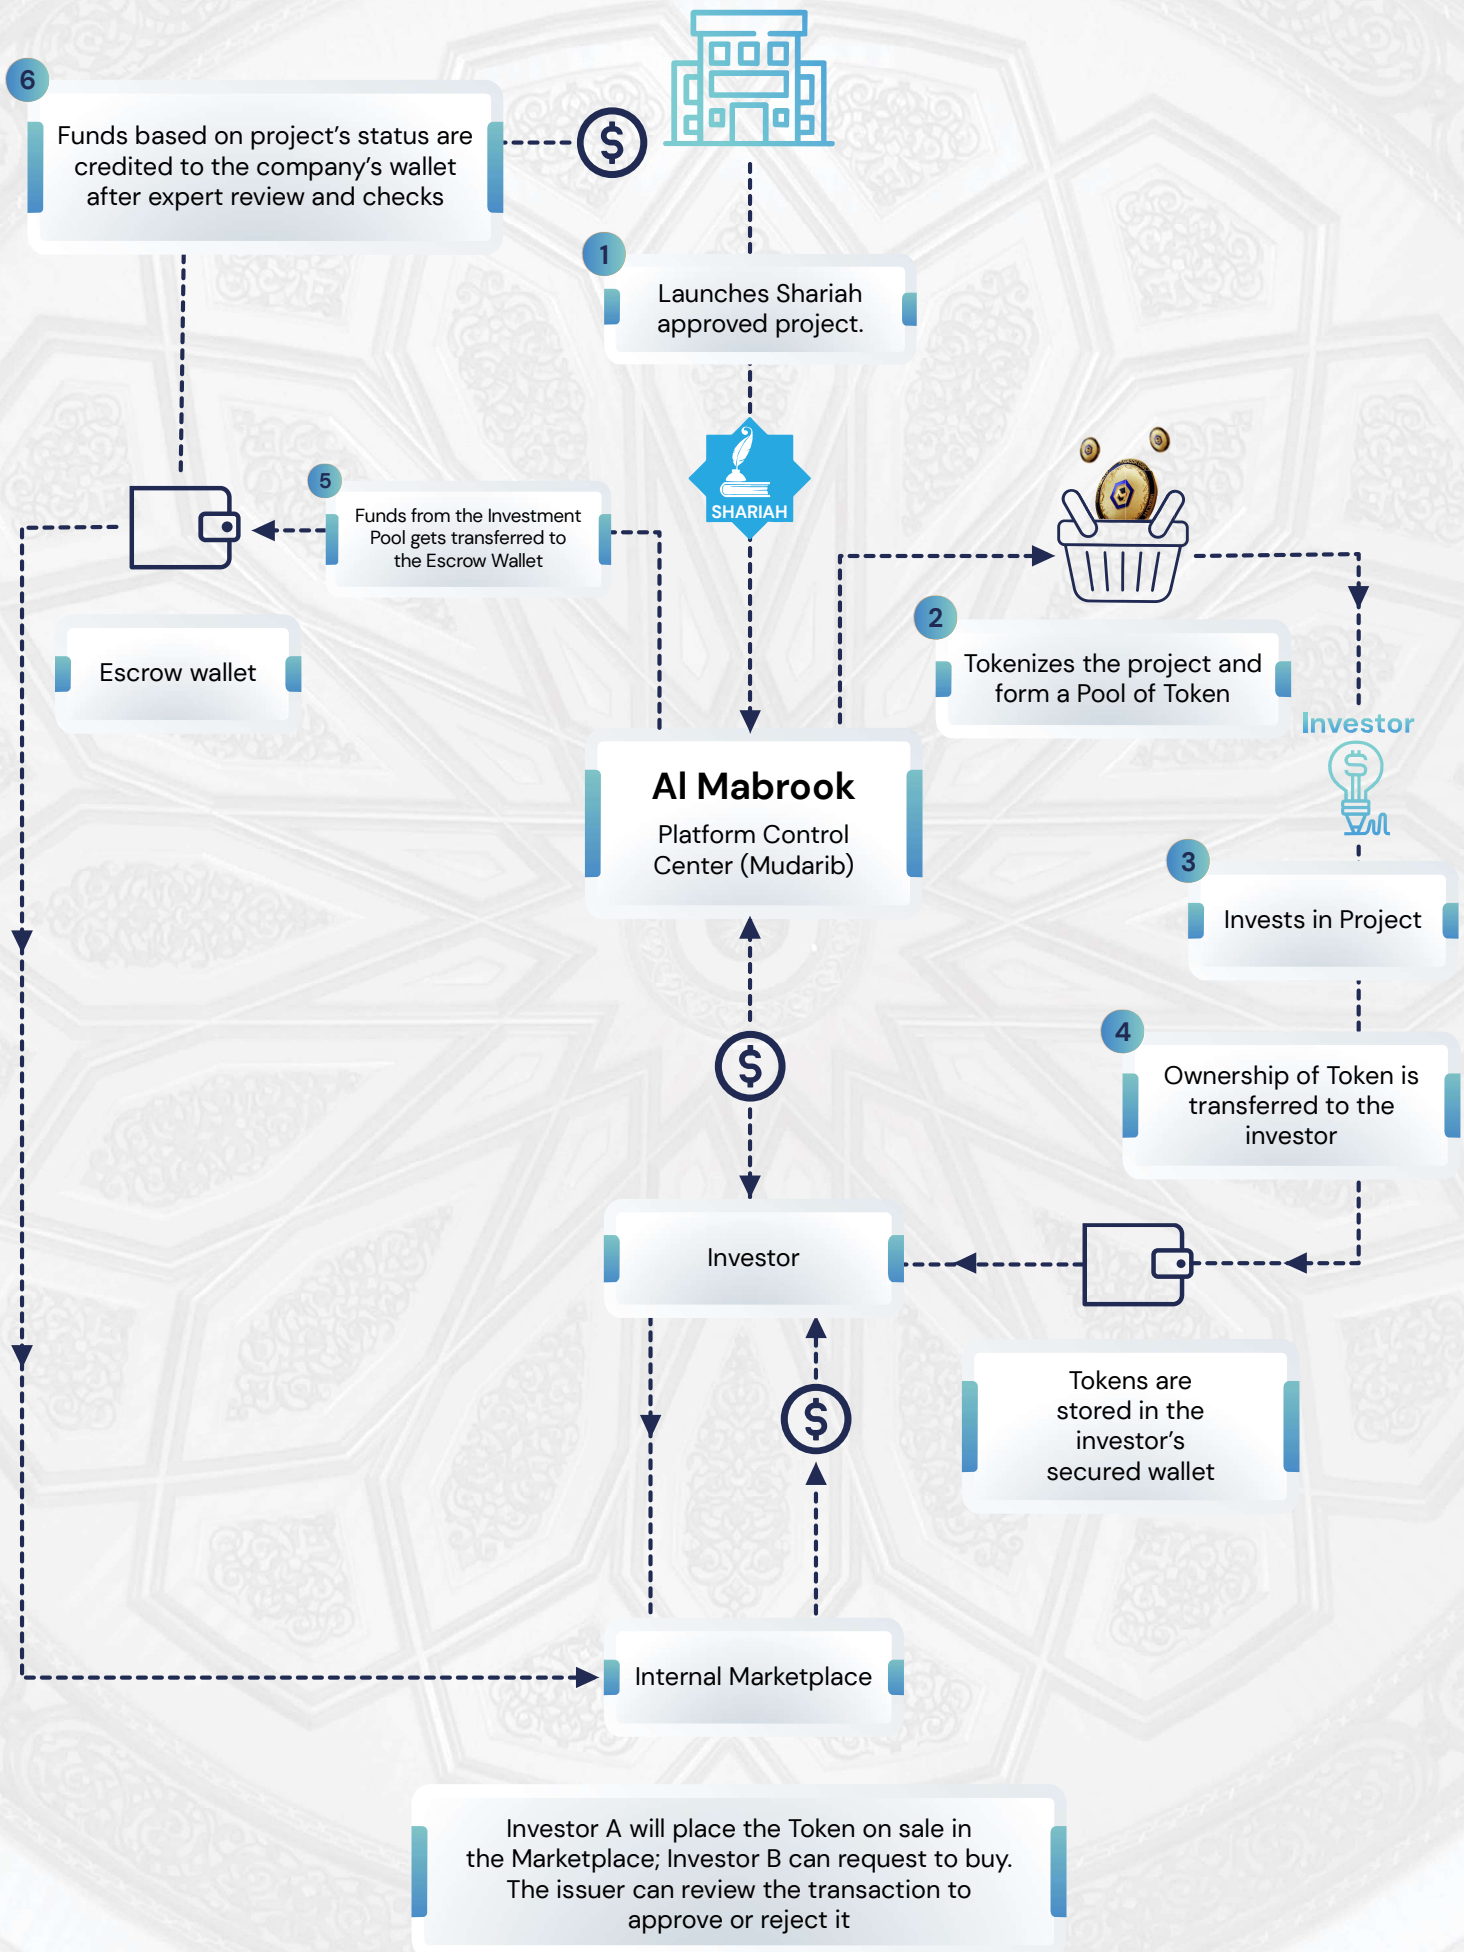 6
Funds based on project's status are
credited to the company's wallet
after expert review and checks
$
1
Launches Shariah
approved project.
SHARIAH
5
Funds from the Investment
Pool gets transferred to
the Escrow Wallet
Escrow wallet
2
Tokenizes the project and
form a Pool of Token
Investor
$
Al Mabrook
Platform Control
Center (Mudarib)
3
Invests in Project
4
Ownership of Token is
transferred to the
investor
$
Investor
Tokens are
stored in the
investor's
secured wallet
$
Internal Marketplace
Investor A will place the Token on sale in
the Marketplace; Investor B can request to buy.
The issuer can review the transaction to
approve or reject it